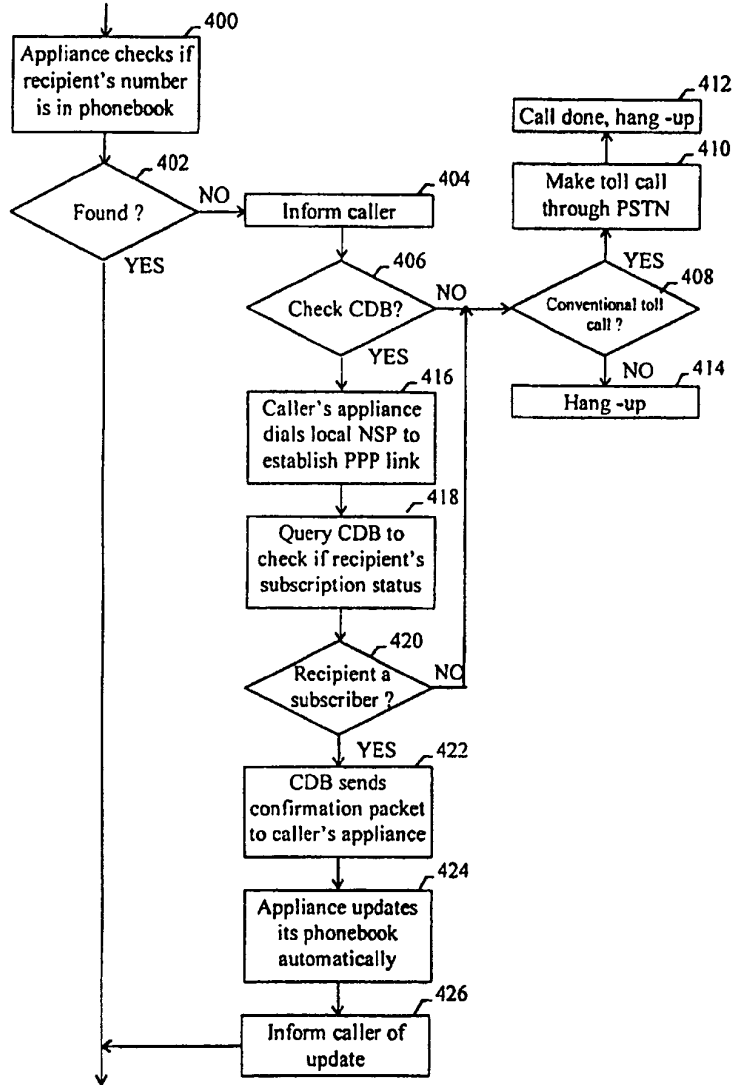 400
Appliance checks if
recipient's number
is in phonebook
402
Found ?
NO
YES
404
Inform caller
406
Check CDB?
NO
YES
408
Conventional toll
call ?
YES
NO
410
Make toll call
through PSTN
412
Call done, hang -up
414
Hang -up
416
Caller's appliance
dials local NSP to
establish PPP link
418
Query CDB to
check if recipient's
subscription status
420
Recipient a
subscriber ?
NO
YES
422
CDB sends
confirmation packet
to caller's appliance
424
Appliance updates
its phonebook
automatically
426
Inform caller of
update